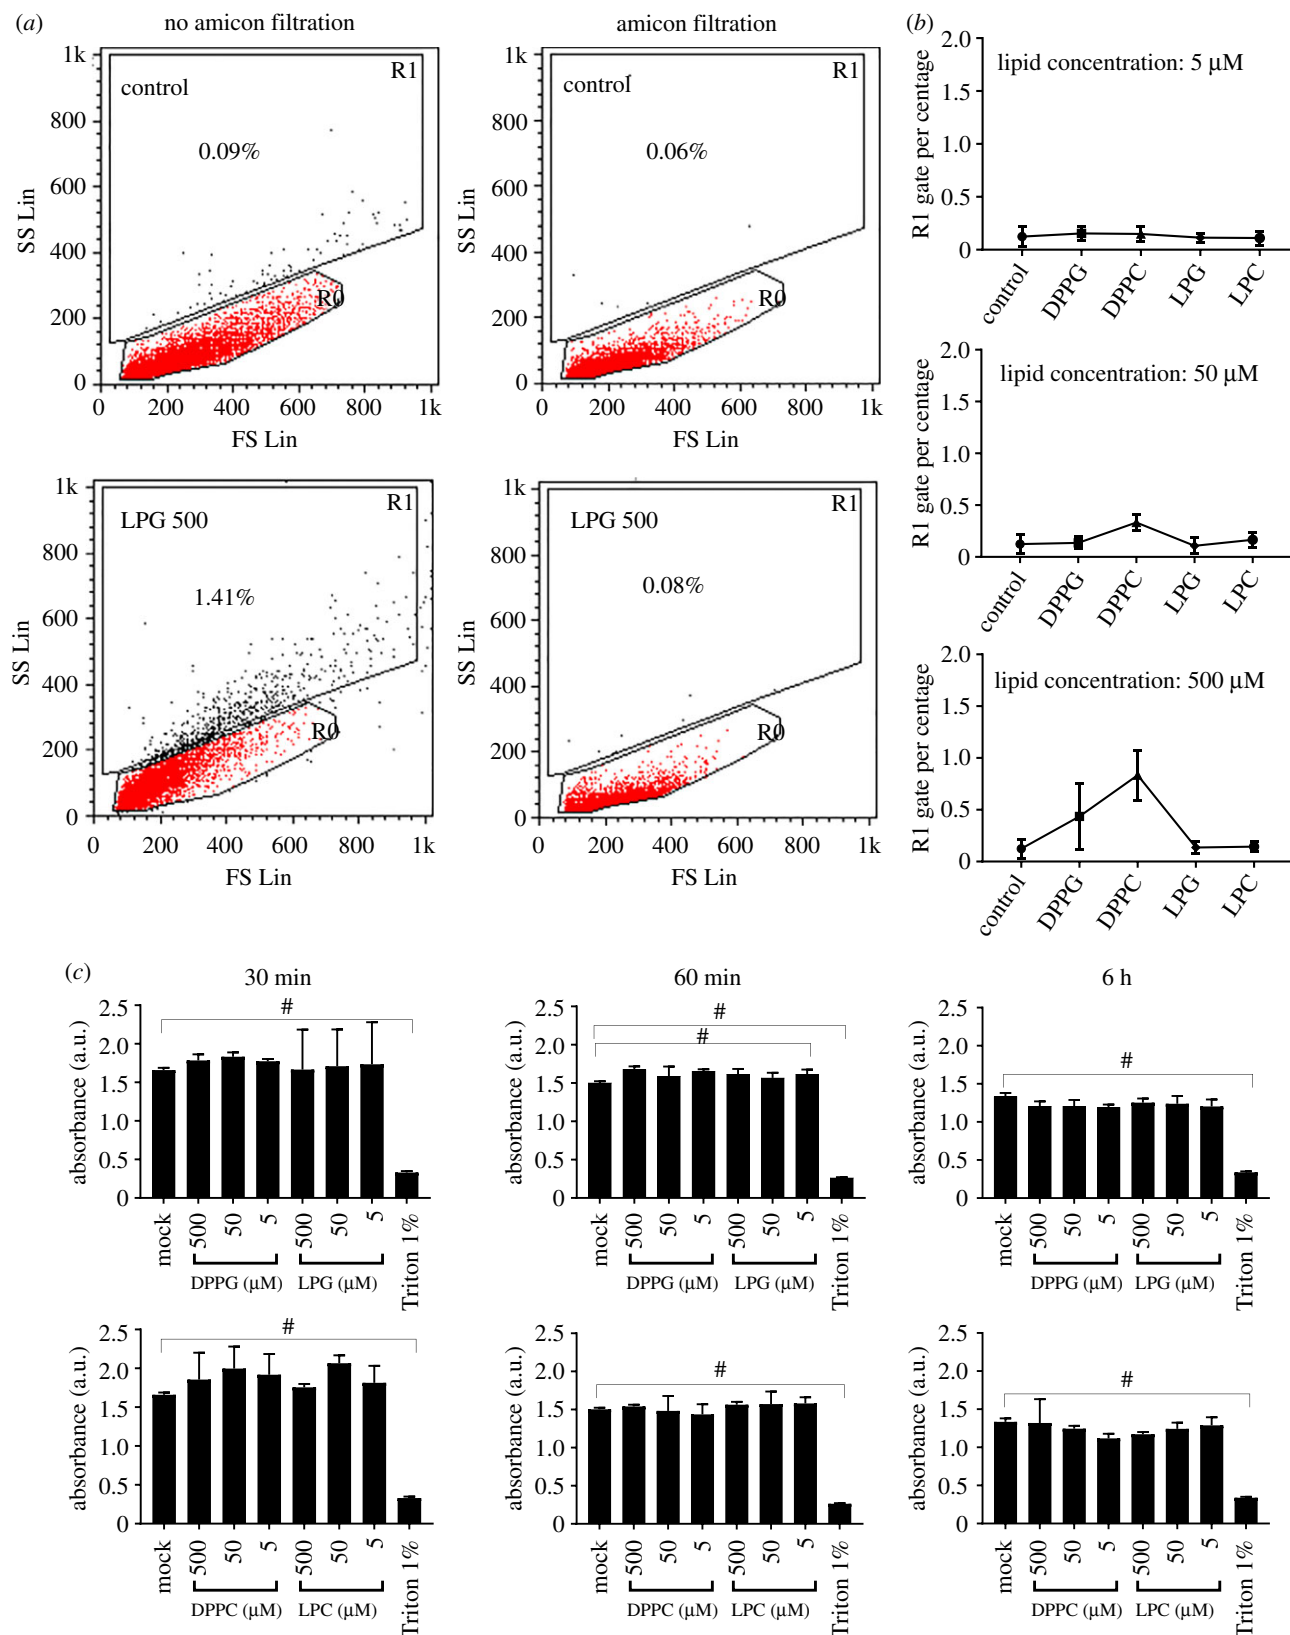 (a)
no amicon filtration
amicon filtration
1k
800
600
400
200
0
SS Lin
control
R1
0.09%
R0
0 200 400 600 800 1k
FS Lin
1k
800
600
400
200
0
SS Lin
control
R1
0.06%
R0
0 200 400 600 800 1k
FS Lin
1k
800
600
400
200
0
SS Lin
LPG 500
R1
1.41%
R0
0 200 400 600 800 1k
FS Lin
1k
800
600
400
200
0
SS Lin
LPG 500
R1
0.08%
R0
0 200 400 600 800 1k
FS Lin
(b)
R1 gate per centage
2.0
1.5
1.0
0.5
0
lipid concentration: 5 µM
control DPPG DPPC LPG LPC
R1 gate per centage
2.0
1.5
1.0
0.5
0
lipid concentration: 50 µM
control DPPG DPPC LPG LPC
R1 gate per centage
2.0
1.5
1.0
0.5
0
lipid concentration: 500 µM
control DPPG DPPC LPG LPC
(c)
30 min
absorbance (a.u.)
2.5
2.0
1.5
1.0
0.5
0
#
mock 500 50 5 500 50 5 Triton 1%
DPPG (µM) LPG (µM)
60 min
absorbance (a.u.)
2.5
2.0
1.5
1.0
0.5
0
#
#
mock 500 50 5 500 50 5 Triton 1%
DPPG (µM) LPG (µM)
6 h
absorbance (a.u.)
2.5
2.0
1.5
1.0
0.5
0
#
mock 500 50 5 500 50 5 Triton 1%
DPPG (µM) LPG (µM)
absorbance (a.u.)
2.5
2.0
1.5
1.0
0.5
0
#
mock 500 50 5 500 50 5 Triton 1%
DPPC (µM) LPC (µM)
absorbance (a.u.)
2.5
2.0
1.5
1.0
0.5
0
#
mock 500 50 5 500 50 5 Triton 1%
DPPC (µM) LPC (µM)
absorbance (a.u.)
2.5
2.0
1.5
1.0
0.5
0
#
mock 500 50 5 500 50 5 Triton 1%
DPPC (µM) LPC (µM)